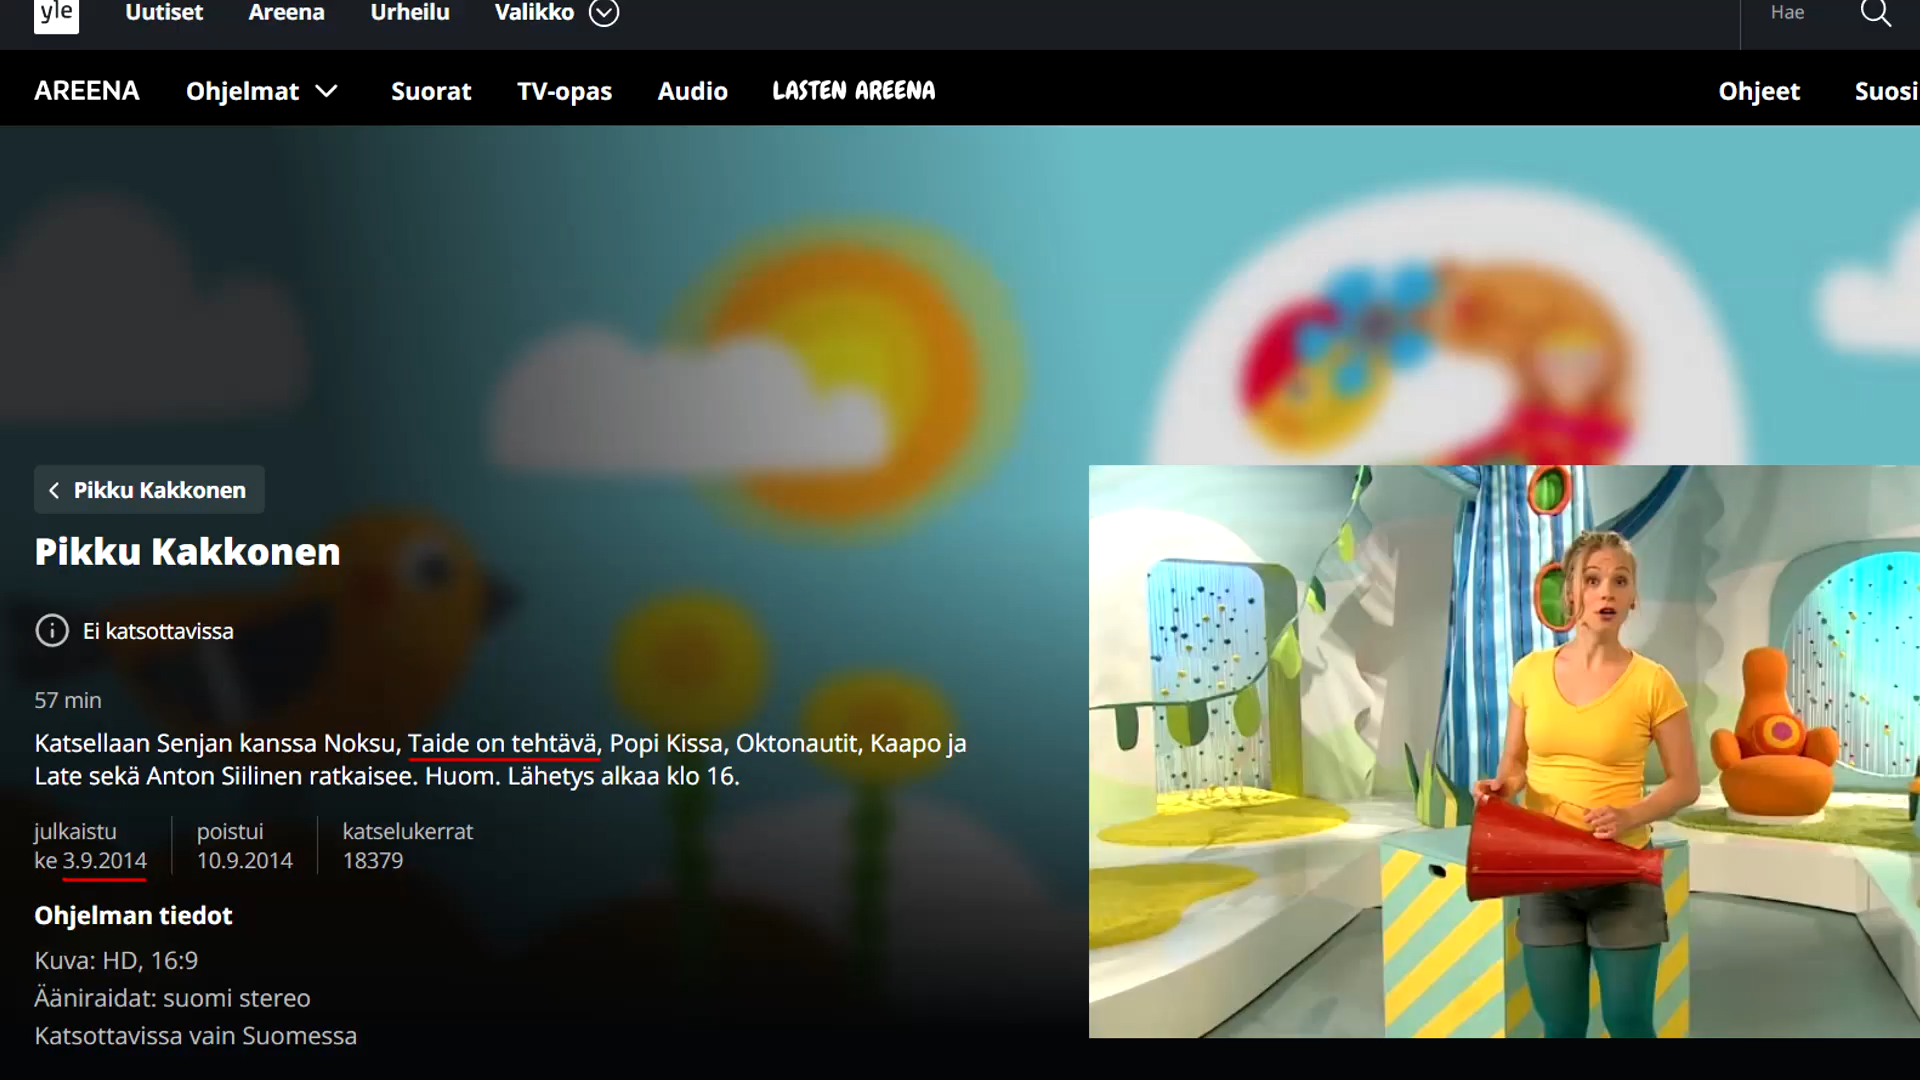 yle Uutiset Areena Urheilu Valikko Hae
AREENA Ohjelmat Suorat TV-opas Audio LASTEN AREENA Ohjeet Suosi
Pikku Kakkonen
Pikku Kakkonen
Ei katsottavissa
57 min
Katsellaan Senjan kanssa Noksu, Taide on tehtävä, Popi Kissa, Oktonautit, Kaapo ja
Late sekä Anton Siilinen ratkaisee. Huom. Lähetys alkaa klo 16.
julkaistu poistui katselukerrat
ke 3.9.2014 10.9.2014 18379
Ohjelman tiedot
Kuva: HD, 16:9
Ääniraidat: suomi stereo
Katsottavissa vain Suomessa